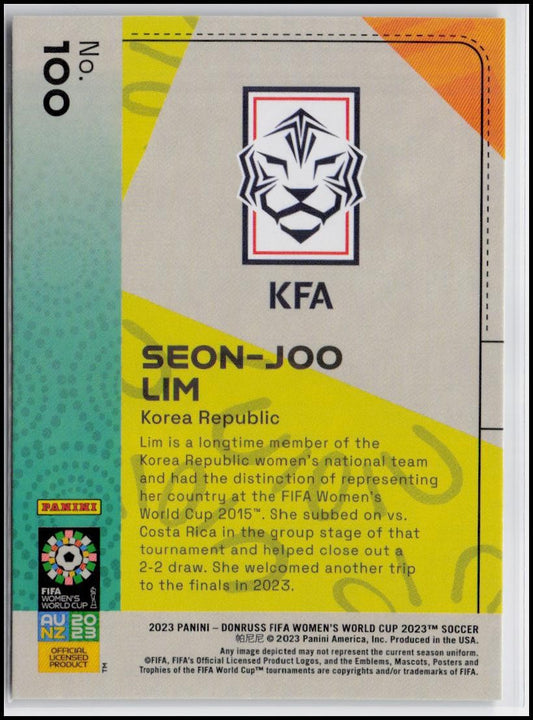 No.
100
KFA
SEON-JOO
LIM
Korea Republic
Lim is a longtime member of the
Korea Republic women's national team
and had the distinction of representing
her country at the FIFA Women's
World Cup 2015™. She subbed on vs.
Costa Rica in the group stage of that
tournament and helped close out a
2-2 draw. She welcomed another trip
to the finals in 2023.
PANINI
FIFA
WOMEN'S
WORLD CUP
AU 20
NZ 23
OFFICIAL
LICENSED
PRODUCT
TM
2023 PANINI – DONRUSS FIFA WOMEN'S WORLD CUP 2023™ SOCCER
帕尼尼 © 2023 Panini America, Inc. Produced in the USA.
Any image depicted may not represent the current season uniform.
©FIFA, FIFA's Official Licensed Product Logos, and the Emblems, Mascots, Posters and
Trophies of the FIFA World Cup™ tournaments are copyrights and/or trademarks of FIFA.